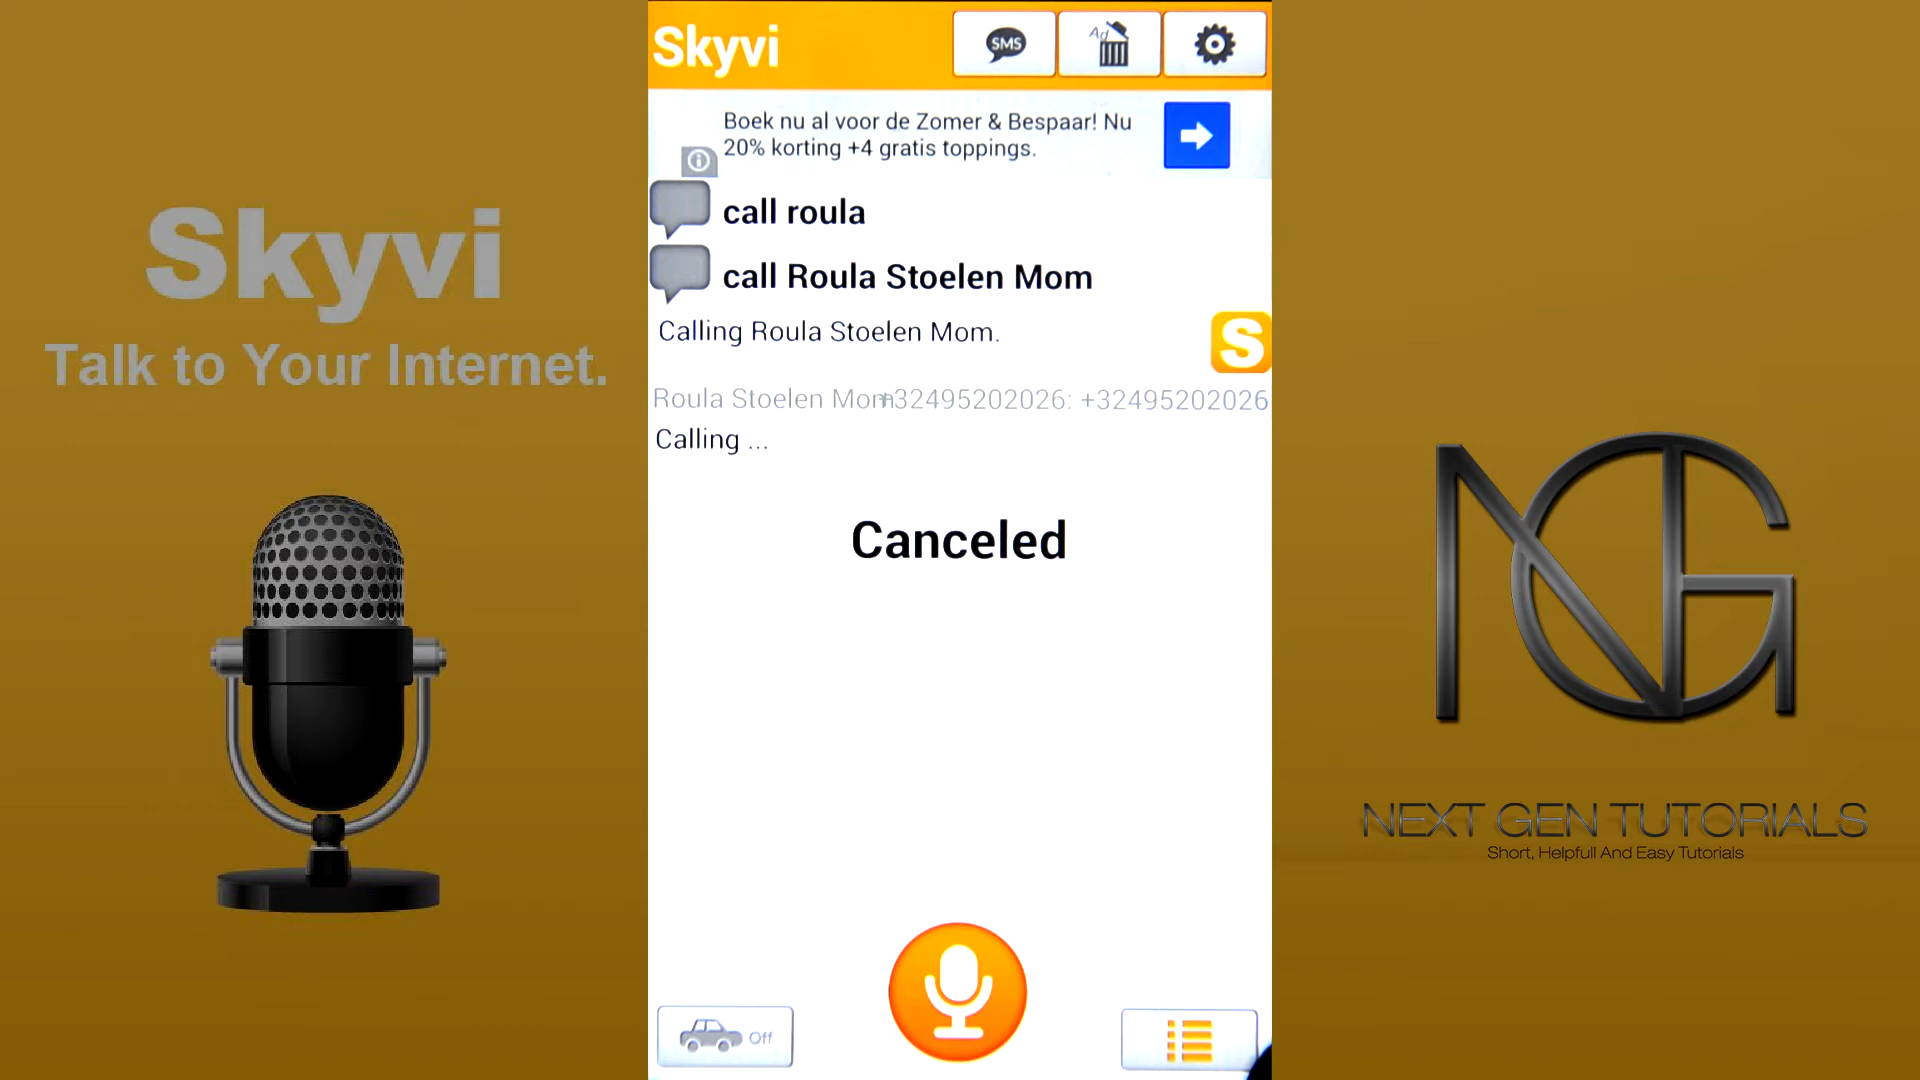 Skyvi
SMS
Ad
Boek nu al voor de Zomer & Bespaar! Nu
20% korting +4 gratis toppings.
call roula
call Roula Stoelen Mom
Calling Roula Stoelen Mom.
S
Roula Stoelen Mom +32495202026: +32495202026
Calling ...
Canceled
Off
Skyvi
Talk to Your Internet.
NG
NEXT GEN TUTORIALS
Short, Helpfull And Easy Tutorials